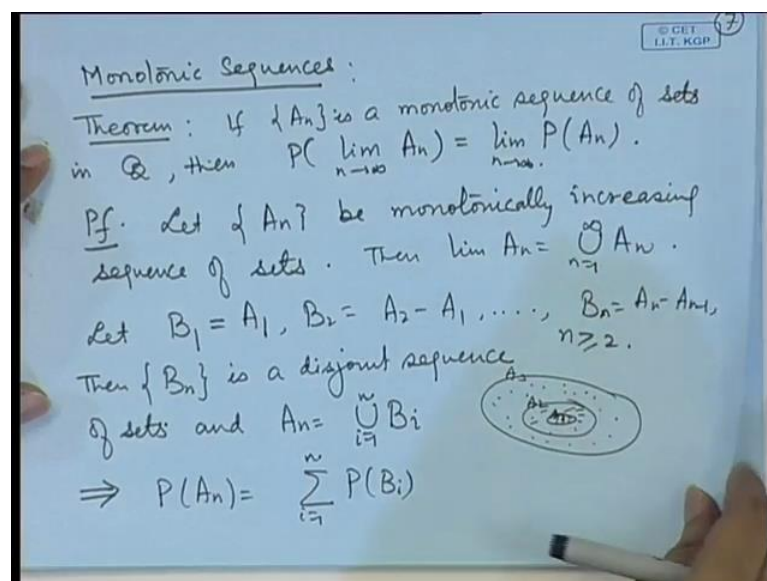 © CET
I.I.T. KGP
7
Monotonic Sequences :
Theorem : If {An} is a monotonic sequence of sets
in 𝒬, then P( lim n→∞ An) = lim n→∞ P(An).
Pf. Let {An} be monotonically increasing
sequence of sets. Then lim An = ∞∪n=1 An.
Let B1 = A1, B2 = A2 - A1, ....., Bn = An - An-1,
n ≥ 2.
Then {Bn} is a disjoint sequence
of sets and An = n∪i=1 Bi
A3
A2
A1
⇒ P(An) = n∑i=1 P(Bi)